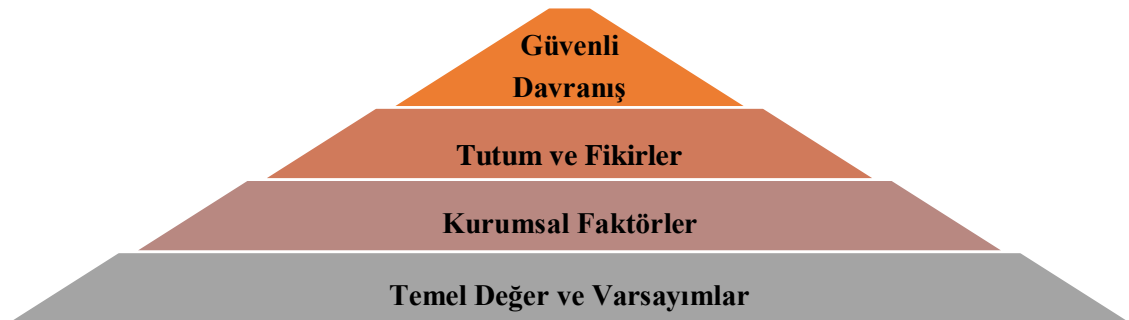 Güvenli
Davranış
Tutum ve Fikirler
Kurumsal Faktörler
Temel Değer ve Varsayımlar